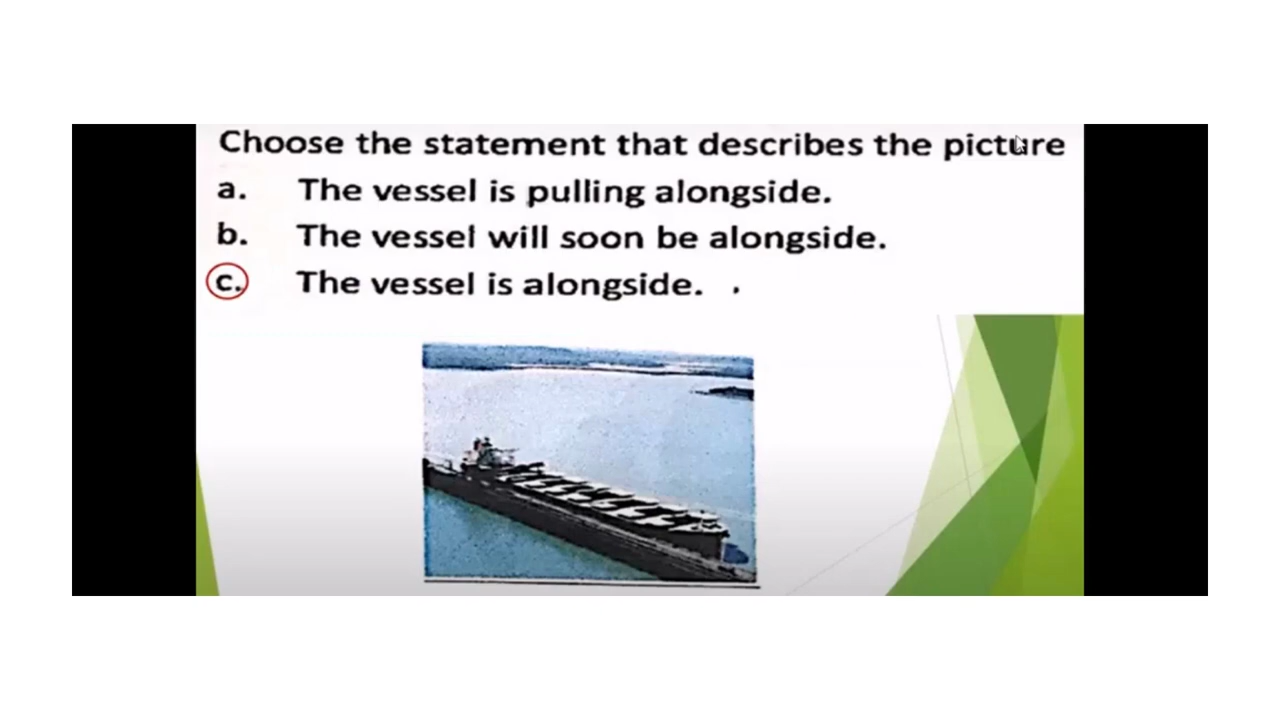 Choose the statement that describes the picture
a. The vessel is pulling alongside.
b. The vessel will soon be alongside.
c. The vessel is alongside.